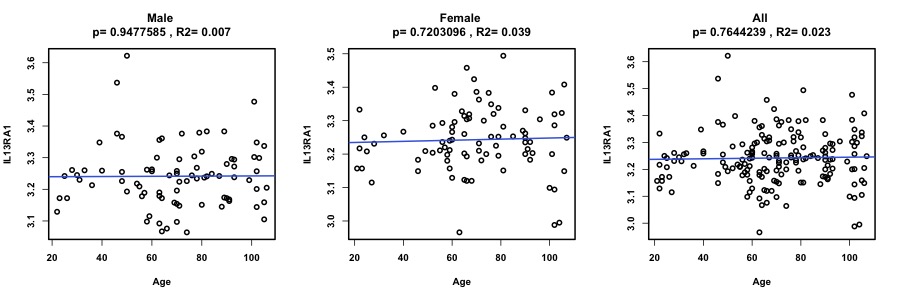 Male
p= 0.9477585 , R2= 0.007
IL13RA1
3.6
3.5
3.4
3.3
3.2
3.1
20 40 60 80 100
Age
Female
p= 0.7203096 , R2= 0.039
IL13RA1
3.5
3.4
3.3
3.2
3.1
3.0
20 40 60 80 100
Age
All
p= 0.7644239 , R2= 0.023
IL13RA1
3.6
3.5
3.4
3.3
3.2
3.1
3.0
20 40 60 80 100
Age